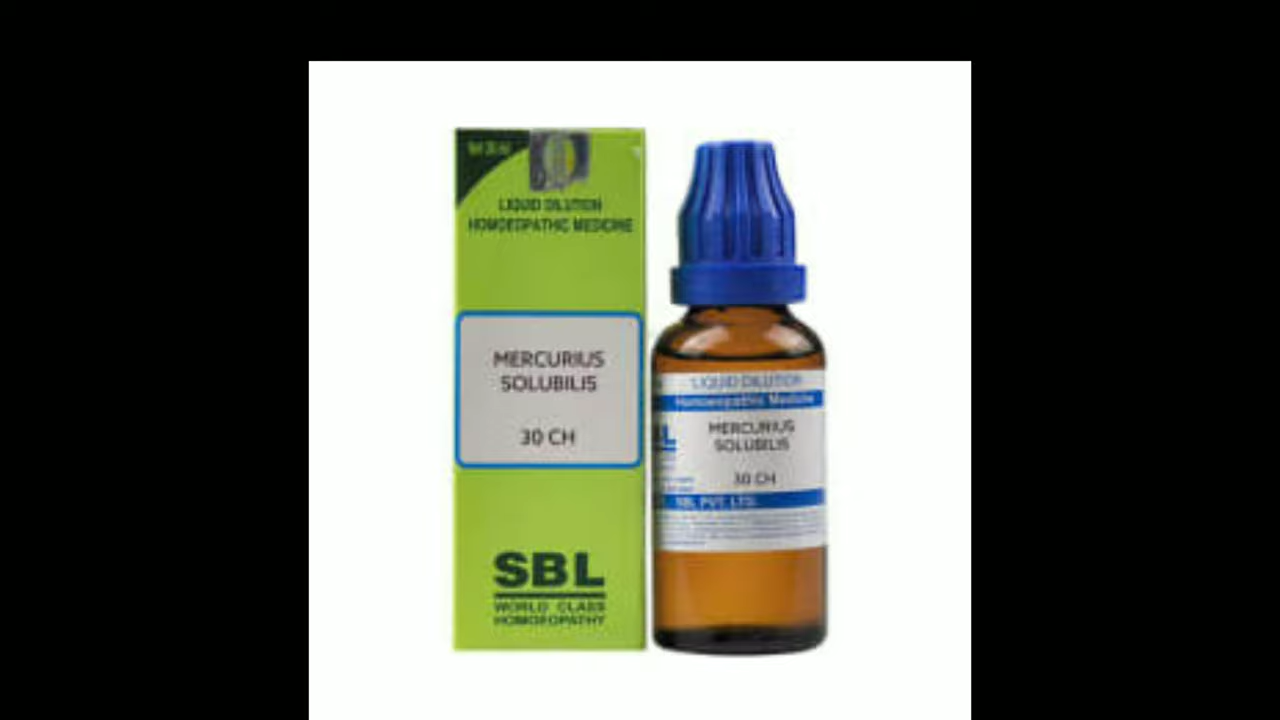 LIQUID DILUTION
HOMOEOPATHIC MEDICINE
MERCURIUS
SOLUBILIS
30 CH
SBL
WORLD CLASS
HOMOEOPATHY
LIQUID DILUTION
Homoeopathic Medicine
MERCURIUS
SOLUBILIS
30 CH
SBL PVT. LTD.